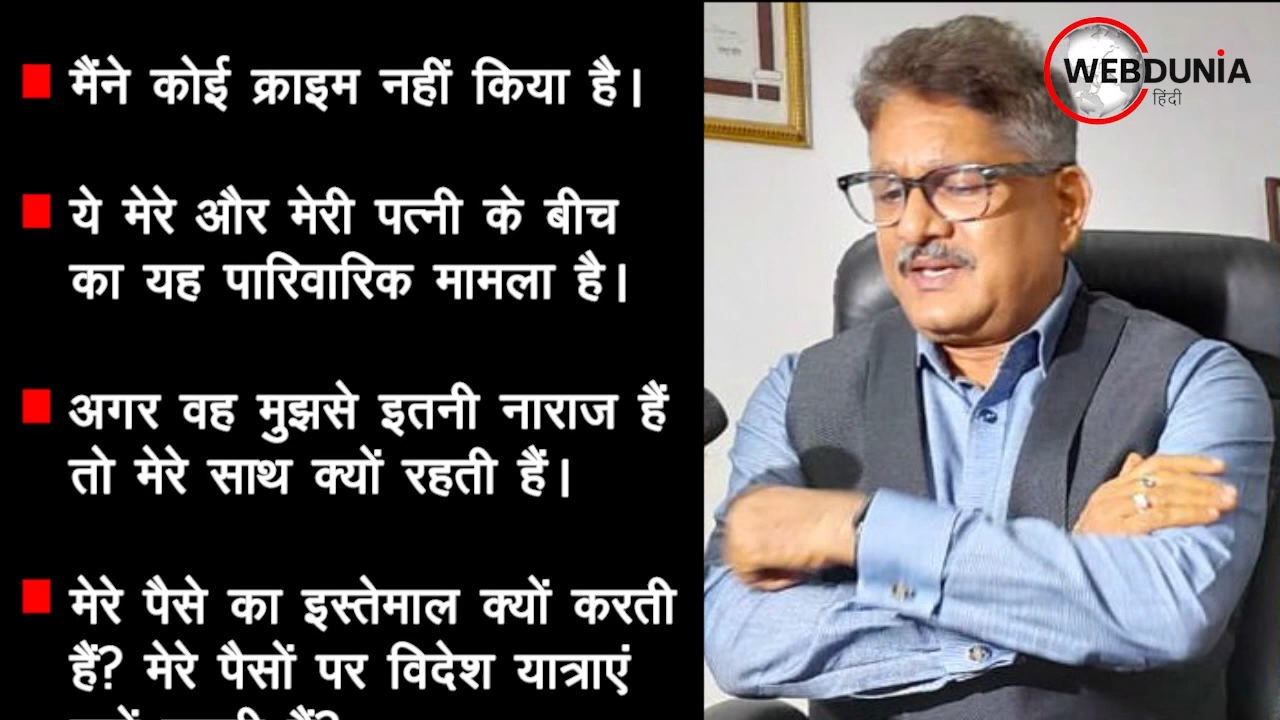 मैंने कोई क्राइम नहीं किया है।
ये मेरे और मेरी पत्नी के बीच
का यह पारिवारिक मामला है।
अगर वह मुझसे इतनी नाराज हैं
तो मेरे साथ क्यों रहती हैं।
मेरे पैसे का इस्तेमाल क्यों करती
हैं? मेरे पैसों पर विदेश यात्राएं
WEBDUNIA
हिंदी